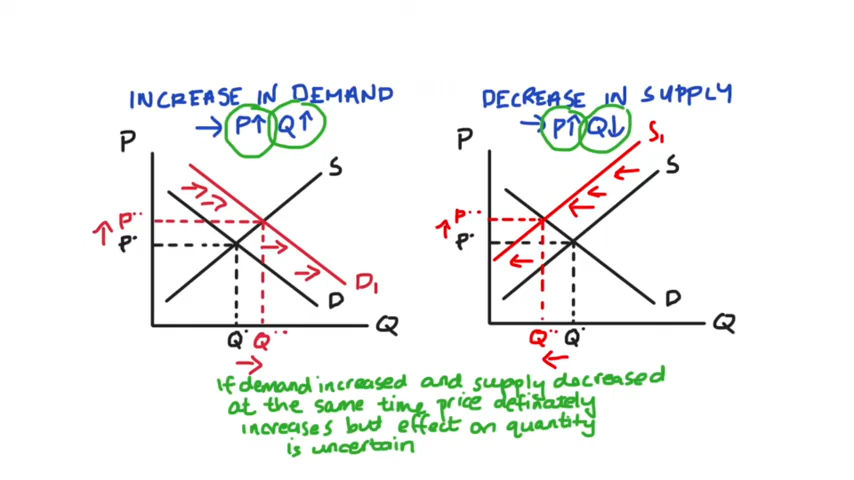 INCREASE IN DEMAND
→ P↑ Q↑
P
S
P··
P·
D1
D
Q
Q· Q··
DECREASE IN SUPPLY
→ P↑ Q↓
P
S1
S
P··
P·
D
Q
Q·· Q·
If demand increased and supply decreased
at the same time, price definately
increases but effect on quantity
is uncertain